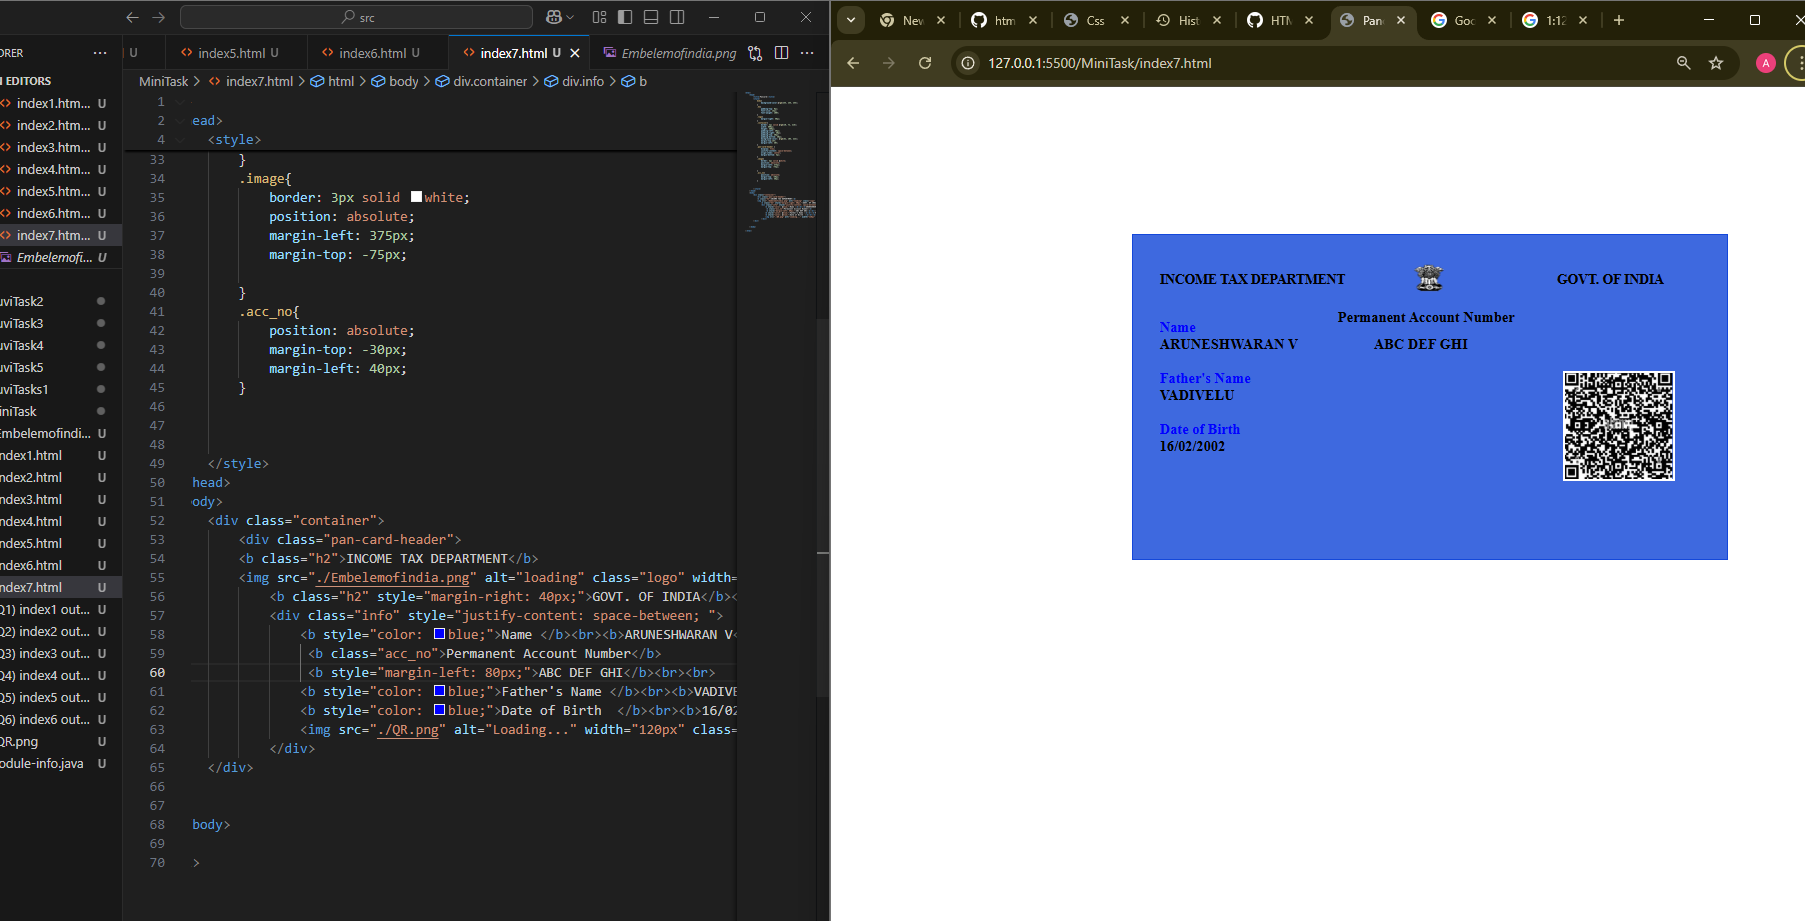 src
ORER
U
index5.html U
index6.html U
index7.html U
Embelemofindia.png
MiniTask > index7.html > html > body > div.container > div.info > b
N EDITORS
index1.htm... U
index2.htm... U
index3.htm... U
index4.htm... U
index5.htm... U
index6.htm... U
index7.htm... U
Embelemofi... U
uviTask2
uviTask3
uviTask4
uviTask5
uviTasks1
iniTask
Embelemofindi... U
ndex1.html U
ndex2.html U
ndex3.html U
ndex4.html U
ndex5.html U
ndex6.html U
ndex7.html U
Q1) index1 out... U
Q2) index2 out... U
Q3) index3 out... U
Q4) index4 out... U
Q5) index5 out... U
Q6) index6 out... U
QR.png U
odule-info.java U
1
2 ead>
4 <style>
33 }
34 .image{
35 border: 3px solid white;
36 position: absolute;
37 margin-left: 375px;
38 margin-top: -75px;
39
40 }
41 .acc_no{
42 position: absolute;
43 margin-top: -30px;
44 margin-left: 40px;
45 }
46
47
48
49 </style>
50 head>
51 ody>
52 <div class="container">
53 <div class="pan-card-header">
54 <b class="h2">INCOME TAX DEPARTMENT</b>
55 <img src="./Embelemofindia.png" alt="loading" class="logo" width=
56 <b class="h2" style="margin-right: 40px;">GOVT. OF INDIA</b><
57 <div class="info" style="justify-content: space-between; ">
58 <b style="color: blue;">Name </b><br><b>ARUNESHWARAN V<
59 <b class="acc_no">Permanent Account Number</b>
60 <b style="margin-left: 80px;">ABC DEF GHI</b><br><br>
61 <b style="color: blue;">Father's Name </b><br><b>VADIVE
62 <b style="color: blue;">Date of Birth  </b><br><b>16/02
63 <img src="./QR.png" alt="Loading..." width="120px" class=
64 </div>
65 </div>
66
67
68 body>
69
70 >
New
htm
Css
Hist
HTM
Pan
Goo
1:12
127.0.0.1:5500/MiniTask/index7.html
A
INCOME TAX DEPARTMENT
GOVT. OF INDIA
Permanent Account Number
Name
ARUNESHWARAN V
ABC DEF GHI
Father's Name
VADIVELU
Date of Birth
16/02/2002